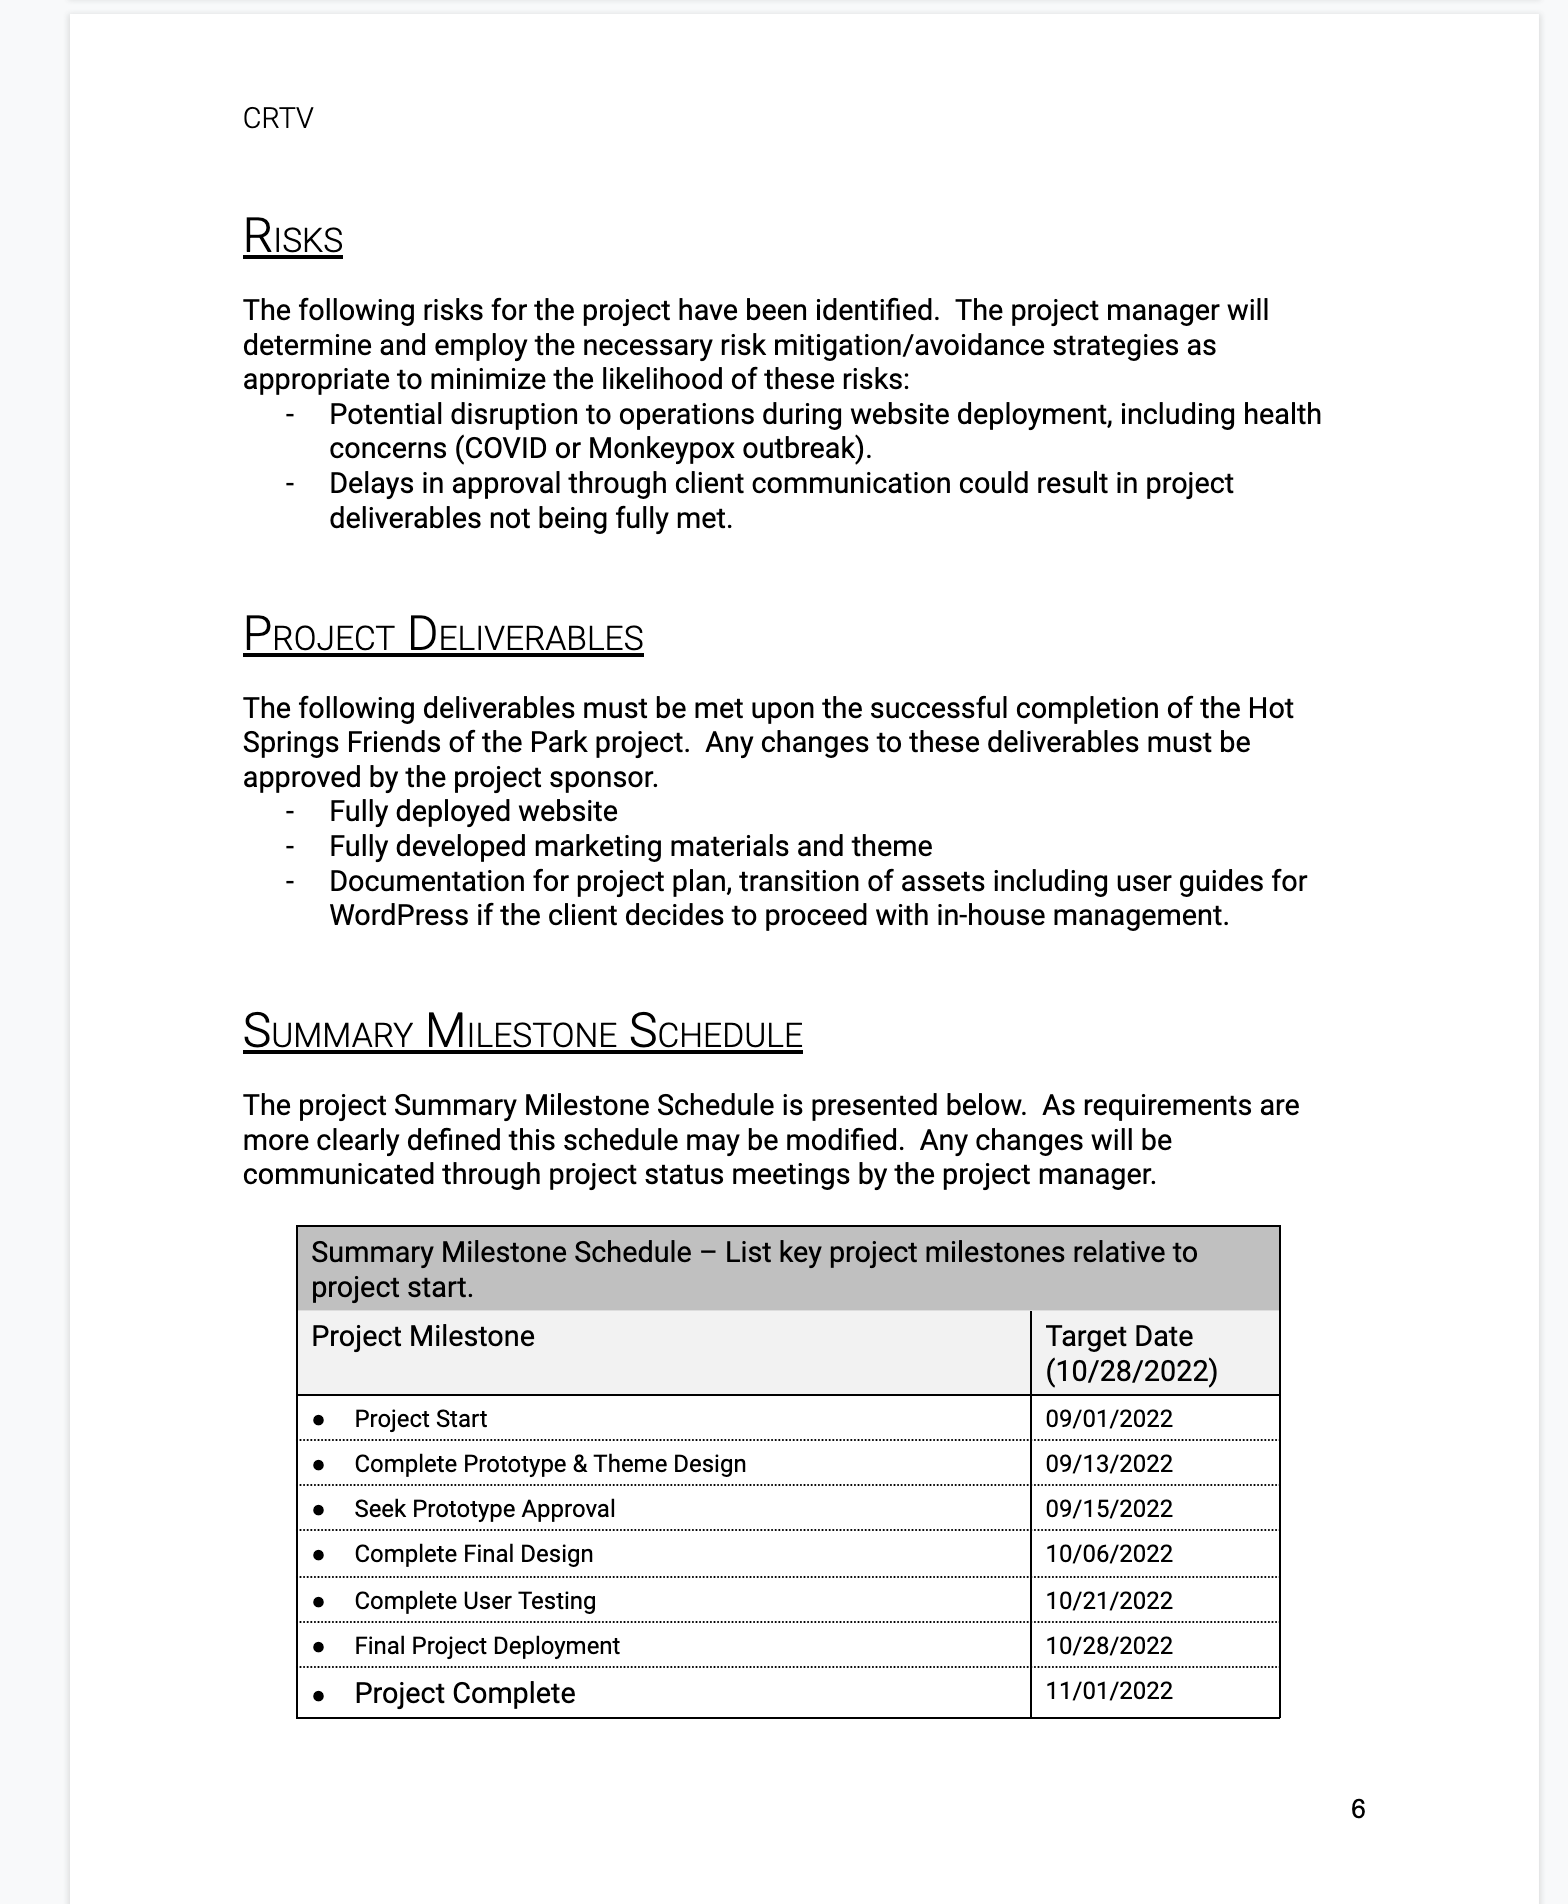 CRTV
Risks
The following risks for the project have been identified.  The project manager will
determine and employ the necessary risk mitigation/avoidance strategies as
appropriate to minimize the likelihood of these risks:
- Potential disruption to operations during website deployment, including health
concerns (COVID or Monkeypox outbreak).
- Delays in approval through client communication could result in project
deliverables not being fully met.
Project Deliverables
The following deliverables must be met upon the successful completion of the Hot
Springs Friends of the Park project.  Any changes to these deliverables must be
approved by the project sponsor.
- Fully deployed website
- Fully developed marketing materials and theme
- Documentation for project plan, transition of assets including user guides for
WordPress if the client decides to proceed with in-house management.
Summary Milestone Schedule
The project Summary Milestone Schedule is presented below.  As requirements are
more clearly defined this schedule may be modified.  Any changes will be
communicated through project status meetings by the project manager.
Summary Milestone Schedule – List key project milestones relative to
project start.
Project Milestone
Target Date
(10/28/2022)
● Project Start 09/01/2022
● Complete Prototype & Theme Design 09/13/2022
● Seek Prototype Approval 09/15/2022
● Complete Final Design 10/06/2022
● Complete User Testing 10/21/2022
● Final Project Deployment 10/28/2022
● Project Complete 11/01/2022
6